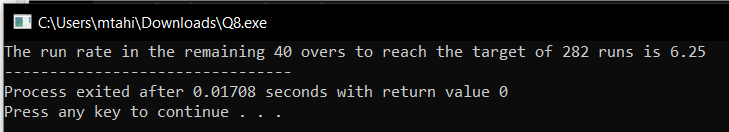 C:\Users\mtahi\Downloads\Q8.exe
The run rate in the remaining 40 overs to reach the target of 282 runs is 6.25
--------------------------------
Process exited after 0.01708 seconds with return value 0
Press any key to continue . . .